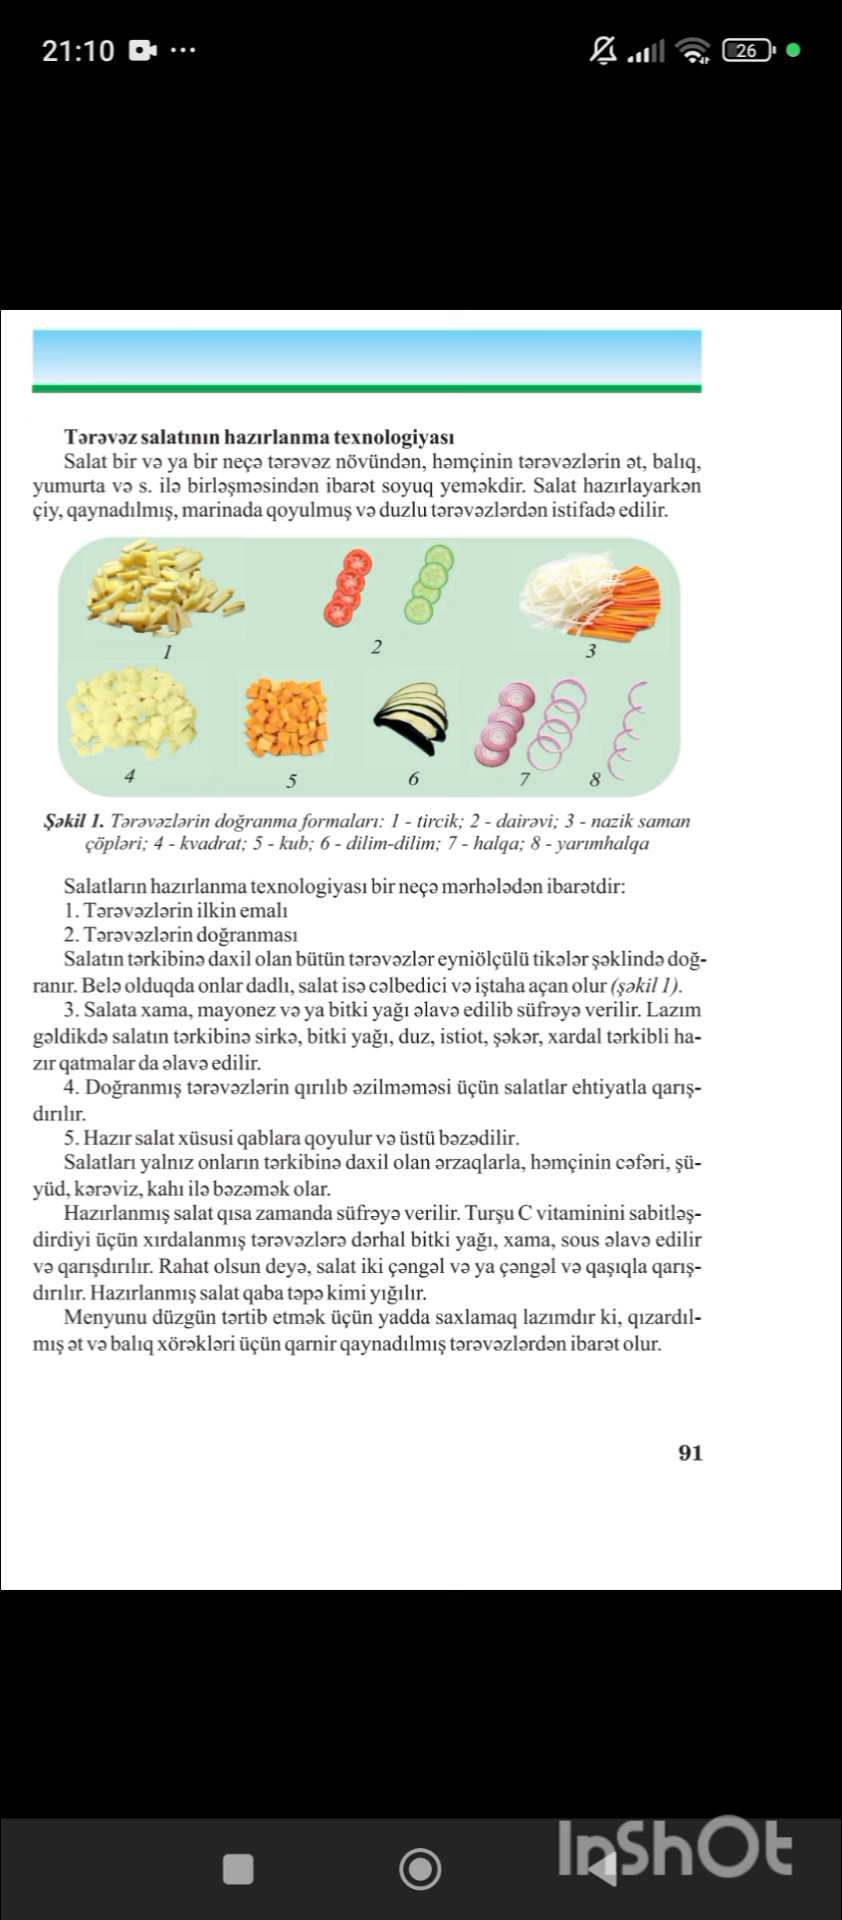 21:10
26
Tərəvəz salatının hazırlanma texnologiyası
Salat bir və ya bir neçə tərəvəz növündən, həmçinin tərəvəzlərin ət, balıq,
yumurta və s. ilə birləşməsindən ibarət soyuq yeməkdir. Salat hazırlayarkən
çiy, qaynadılmış, marinada qoyulmuş və duzlu tərəvəzlərdən istifadə edilir.
1
2
3
4
5
6
7
8
Şəkil 1. Tərəvəzlərin doğranma formaları: 1 - tircik; 2 - dairəvi; 3 - nazik saman
çöpləri; 4 - kvadrat; 5 - kub; 6 - dilim-dilim; 7 - halqa; 8 - yarımhalqa
Salatların hazırlanma texnologiyası bir neçə mərhələdən ibarətdir:
1. Tərəvəzlərin ilkin emalı
2. Tərəvəzlərin doğranması
Salatın tərkibinə daxil olan bütün tərəvəzlər eyniölçülü tikələr şəklində doğ-
ranır. Belə olduqda onlar dadlı, salat isə cəlbedici və iştaha açan olur (şəkil 1).
3. Salata xama, mayonez və ya bitki yağı əlavə edilib süfrəyə verilir. Lazım
gəldikdə salatın tərkibinə sirkə, bitki yağı, duz, istiot, şəkər, xardal tərkibli ha-
zır qatmalar da əlavə edilir.
4. Doğranmış tərəvəzlərin qırılıb əzilməməsi üçün salatlar ehtiyatla qarış-
dırılır.
5. Hazır salat xüsusi qablara qoyulur və üstü bəzədilir.
Salatları yalnız onların tərkibinə daxil olan ərzaqlarla, həmçinin cəfəri, şü-
yüd, kərəviz, kahı ilə bəzəmək olar.
Hazırlanmış salat qısa zamanda süfrəyə verilir. Turşu C vitaminini sabitləş-
dirdiyi üçün xırdalanmış tərəvəzlərə dərhal bitki yağı, xama, sous əlavə edilir
və qarışdırılır. Rahat olsun deyə, salat iki çəngəl və ya çəngəl və qaşıqla qarış-
dırılır. Hazırlanmış salat qaba təpə kimi yığılır.
Menyunu düzgün tərtib etmək üçün yadda saxlamaq lazımdır ki, qızardıl-
mış ət və balıq xörəkləri üçün qarnir qaynadılmış tərəvəzlərdən ibarət olur.
91
InShOt